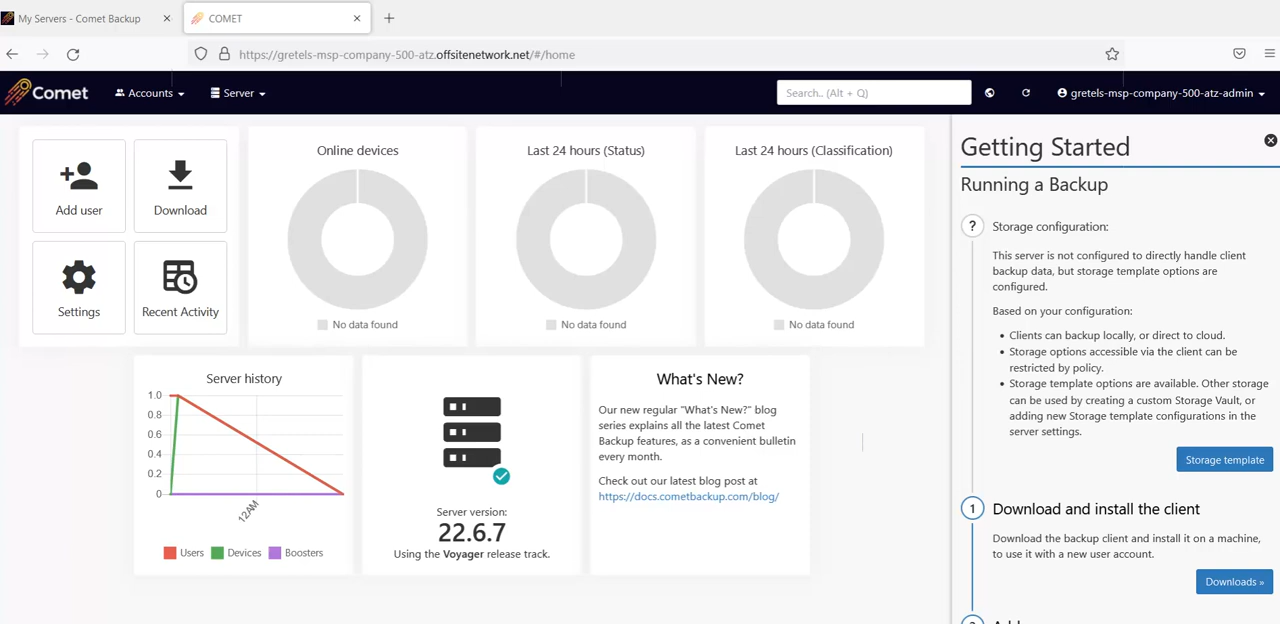 My Servers - Comet Backup
COMET
https://gretels-msp-company-500-atz.offsitenetwork.net/#/home
Comet
Accounts
Server
Search.. (Alt + Q)
gretels-msp-company-500-atz-admin
Add user
Download
Settings
Recent Activity
Online devices
No data found
Last 24 hours (Status)
No data found
Last 24 hours (Classification)
No data found
Server history
1.0
0.8
0.6
0.4
0.2
0
12AM
Users
Devices
Boosters
Server version:
22.6.7
Using the Voyager release track.
What's New?
Our new regular "What's New?" blog
series explains all the latest Comet
Backup features, as a convenient bulletin
every month.
Check out our latest blog post at
https://docs.cometbackup.com/blog/
Getting Started
Running a Backup
?
Storage configuration:
This server is not configured to directly handle client
backup data, but storage template options are
configured.
Based on your configuration:
• Clients can backup locally, or direct to cloud.
• Storage options accessible via the client can be
restricted by policy.
• Storage template options are available. Other storage
can be used by creating a custom Storage Vault, or
adding new Storage template configurations in the
server settings.
Storage template
1
Download and install the client
Download the backup client and install it on a machine,
to use it with a new user account.
Downloads »